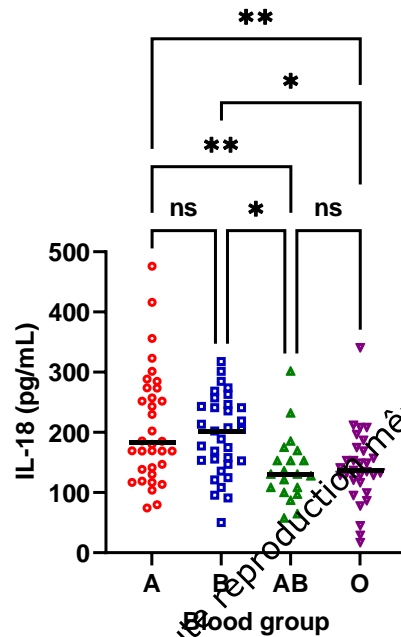 **
*
**
ns * ns
500
400
300
200
100
0
IL-18 (pg/mL)
A B AB O
Blood group
reproduction